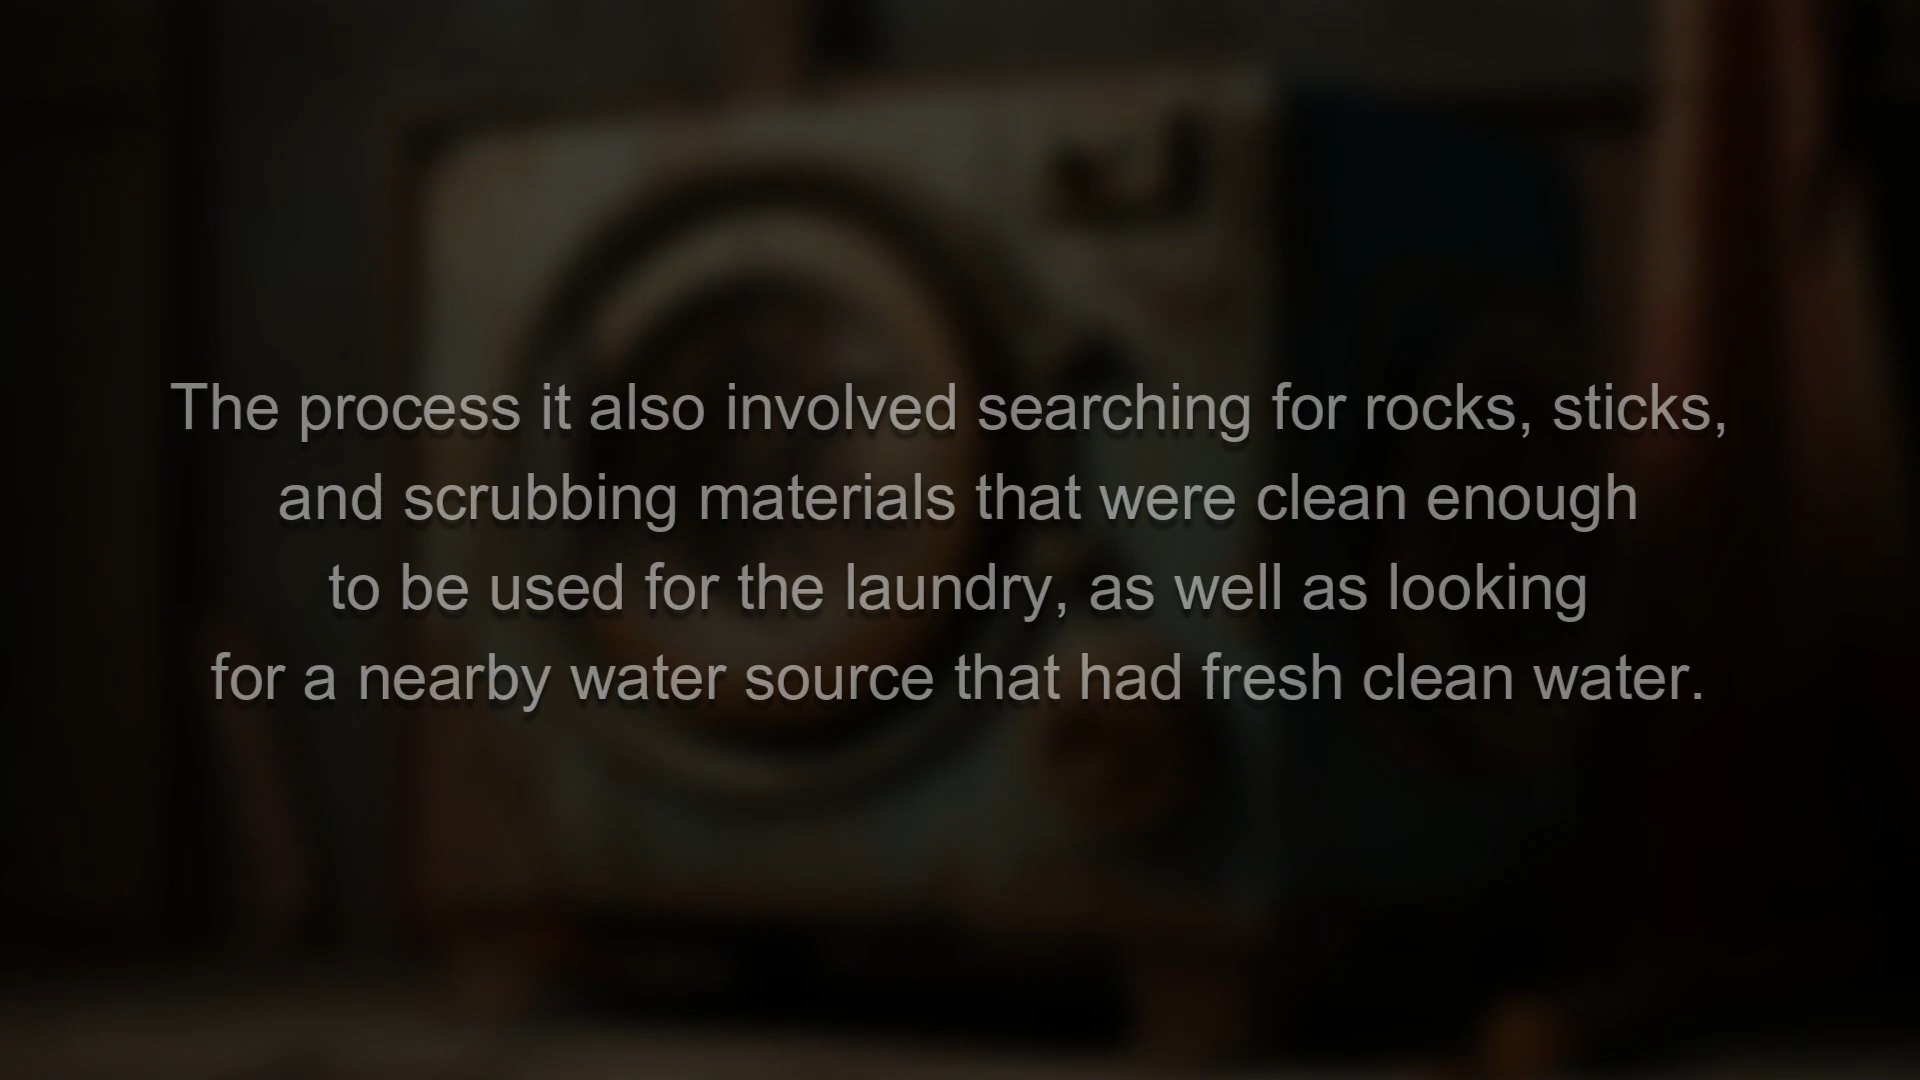 The process it also involved searching for rocks, sticks,
and scrubbing materials that were clean enough
to be used for the laundry, as well as looking
for a nearby water source that had fresh clean water.